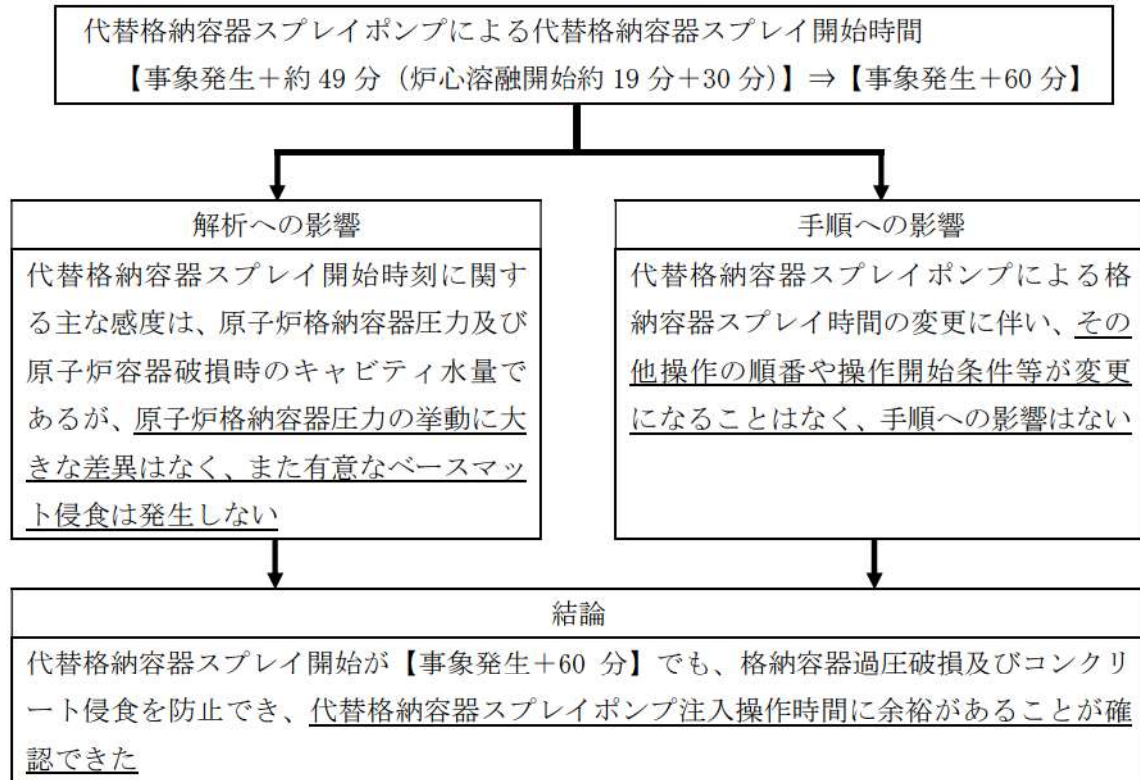 代替格納容器スプレイポンプによる代替格納容器スプレイ開始時間
【事象発生+約 49 分（炉心溶融開始約 19 分+30 分）】⇒【事象発生+60 分】
解析への影響
代替格納容器スプレイ開始時刻に関す
る主な感度は、原子炉格納容器圧力及び
原子炉容器破損時のキャビティ水量で
あるが、原子炉格納容器圧力の挙動に大
きな差異はなく、また有意なベースマッ
ト侵食は発生しない
手順への影響
代替格納容器スプレイポンプによる格
納容器スプレイ時間の変更に伴い、その
他操作の順番や操作開始条件等が変更
になることはなく、手順への影響はない
結論
代替格納容器スプレイ開始が【事象発生+60 分】でも、格納容器過圧破損及びコンクリ
ート侵食を防止でき、代替格納容器スプレイポンプ注入操作時間に余裕があることが確
認できた